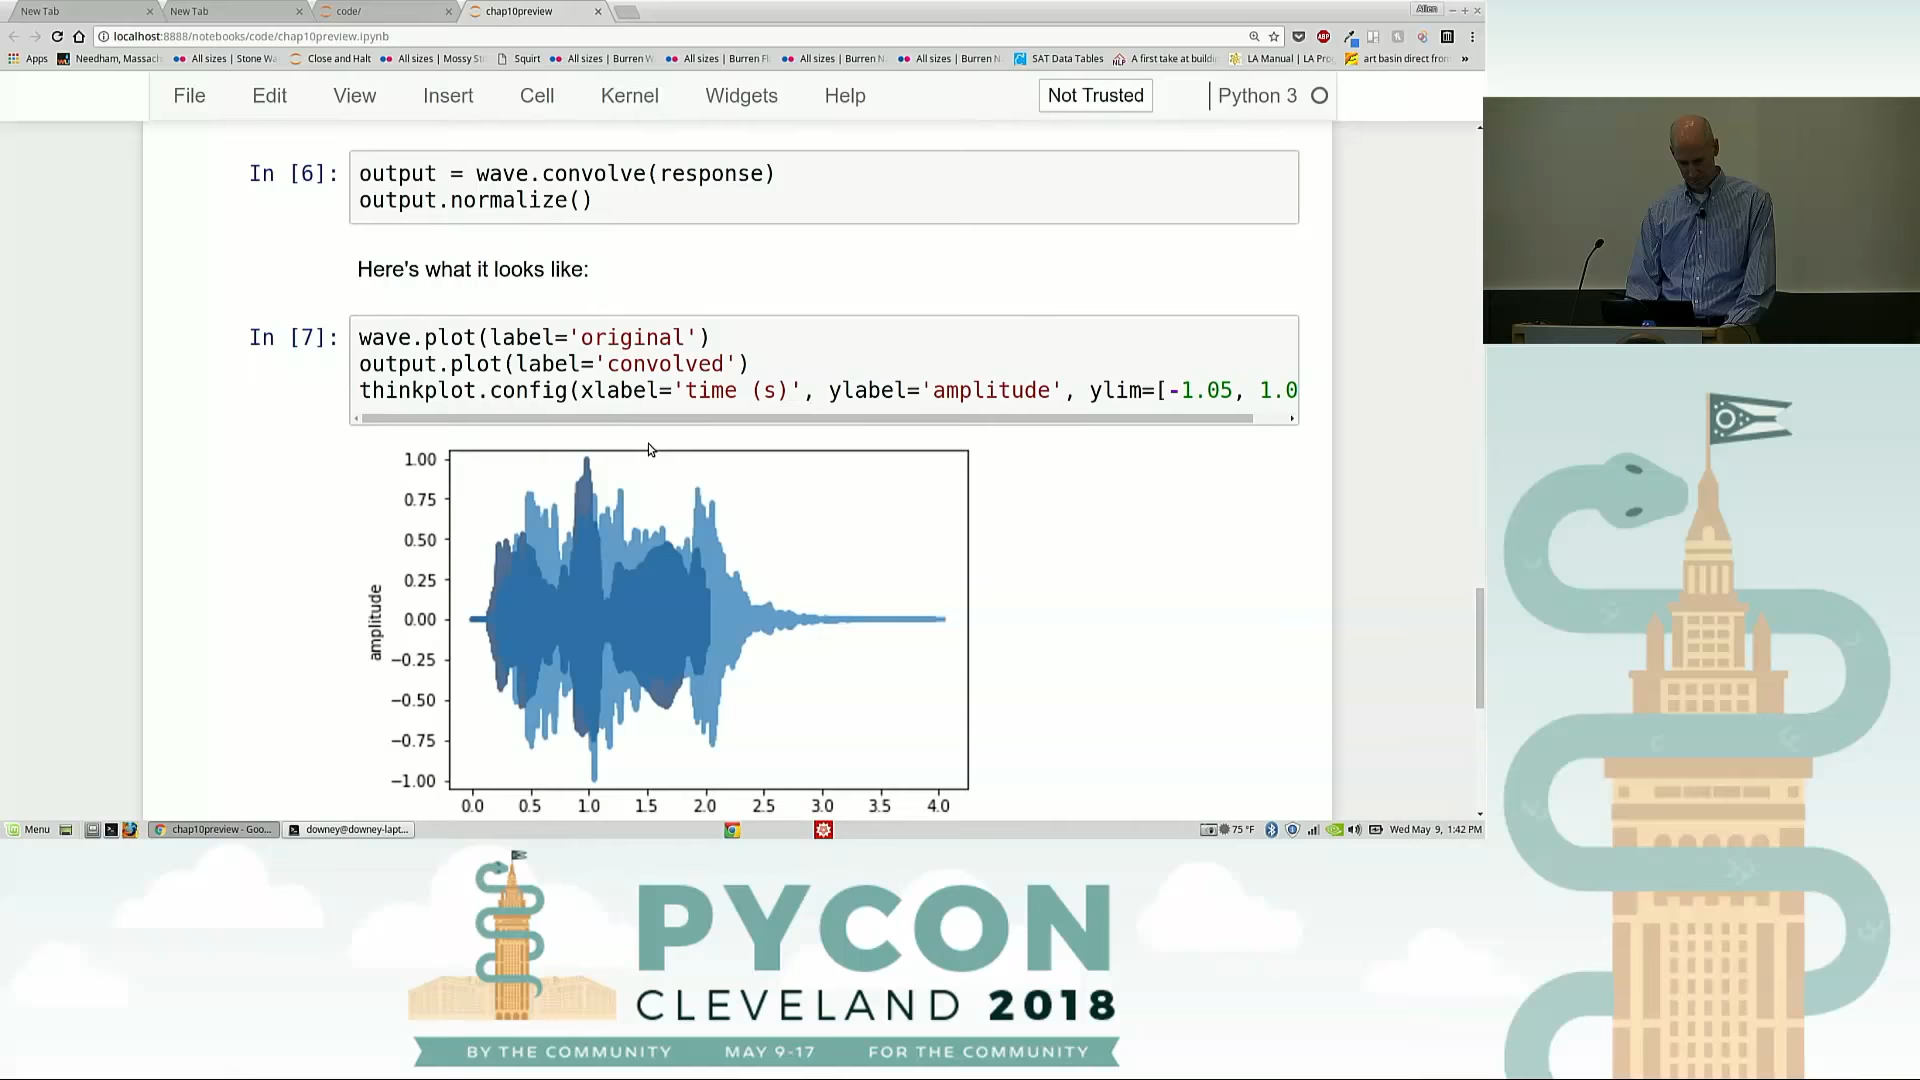 New Tab
New Tab
code/
chap10preview
Allen
localhost:8888/notebooks/code/chap10preview.ipynb
ABP
Apps
Needham, Massach
All sizes | Stone Wa
Close and Halt
All sizes | Mossy St
Squirt
All sizes | Burren W
All sizes | Burren Fl
All sizes | Burren N
All sizes | Burren N
SAT Data Tables
A first take at buildi
LA Manual | LA Pro
art basin direct from
»
File
Edit
View
Insert
Cell
Kernel
Widgets
Help
Not Trusted
Python 3
In [6]:
output = wave.convolve(response)
output.normalize()
Here's what it looks like:
In [7]:
wave.plot(label='original')
output.plot(label='convolved')
thinkplot.config(xlabel='time (s)', ylabel='amplitude', ylim=[-1.05, 1.0
1.00
0.75
0.50
0.25
0.00
−0.25
−0.50
−0.75
−1.00
amplitude
0.0 0.5 1.0 1.5 2.0 2.5 3.0 3.5 4.0
Menu
chap10preview - Goo...
downey@downey-lapt...
75 °F
Wed May 9, 1:42 PM
PYCON
CLEVELAND 2018
BY THE COMMUNITY MAY 9-17 FOR THE COMMUNITY